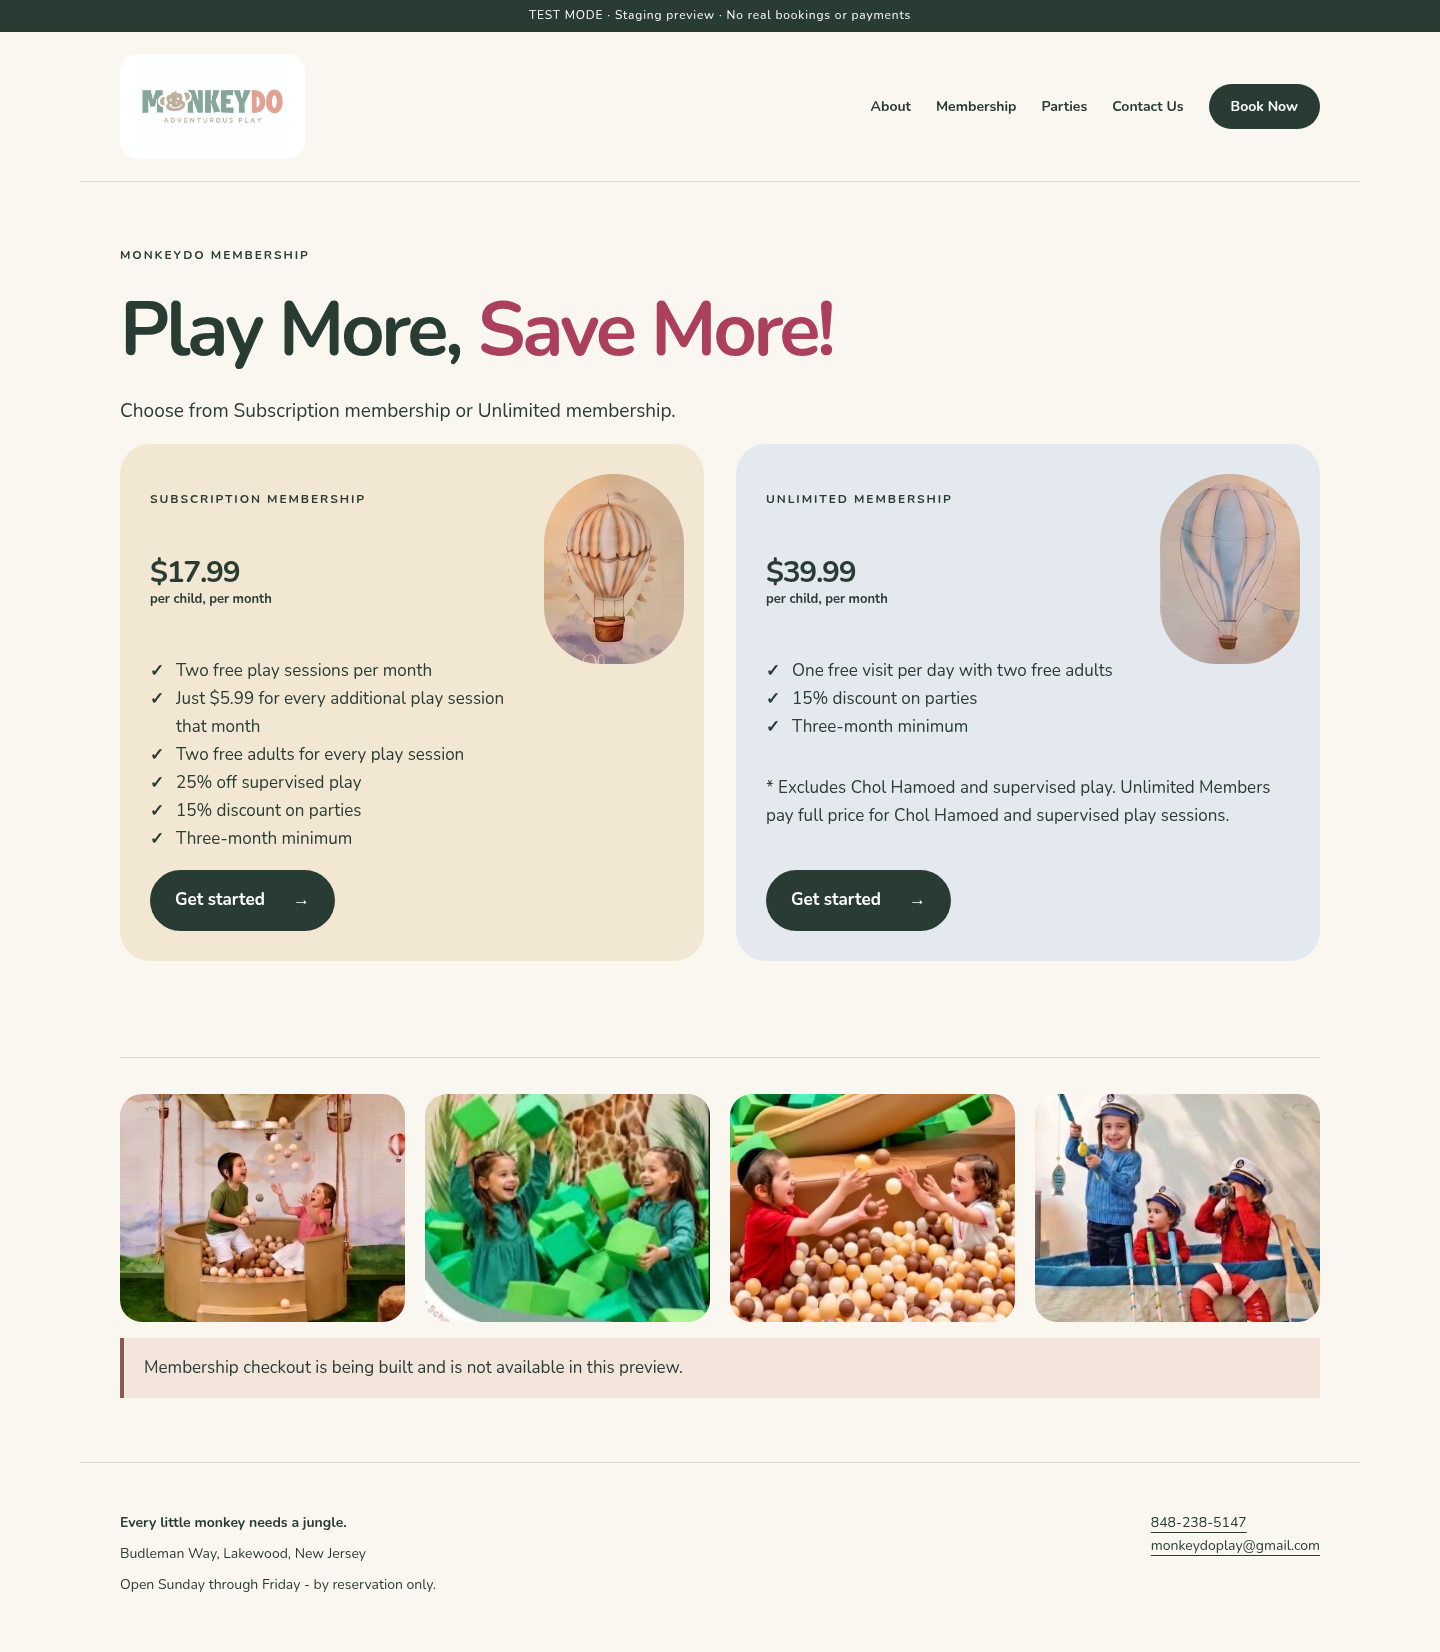 TEST MODE · Staging preview · No real bookings or payments
MONKEYDO
ADVENTUROUS PLAY
About
Membership
Parties
Contact Us
Book Now
MONKEYDO MEMBERSHIP
Play More, Save More!
Choose from Subscription membership or Unlimited membership.
SUBSCRIPTION MEMBERSHIP
$17.99
per child, per month
✓ Two free play sessions per month
✓ Just $5.99 for every additional play session
that month
✓ Two free adults for every play session
✓ 25% off supervised play
✓ 15% discount on parties
✓ Three-month minimum
Get started →
UNLIMITED MEMBERSHIP
$39.99
per child, per month
✓ One free visit per day with two free adults
✓ 15% discount on parties
✓ Three-month minimum
* Excludes Chol Hamoed and supervised play. Unlimited Members
pay full price for Chol Hamoed and supervised play sessions.
Get started →
Membership checkout is being built and is not available in this preview.
Every little monkey needs a jungle.
Budleman Way, Lakewood, New Jersey
Open Sunday through Friday - by reservation only.
848-238-5147
monkeydoplay@gmail.com